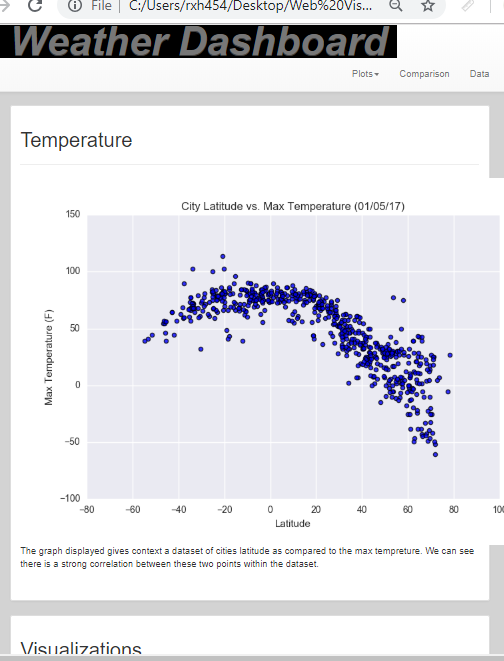 File | C:/Users/rxh454/Desktop/Web%20Vis...
Weather Dashboard
Plots Comparison Data
Temperature
City Latitude vs. Max Temperature (01/05/17)
150
100
50
0
−50
−100
Max Temperature (F)
−80 −60 −40 −20 0 20 40 60 80 100
Latitude
The graph displayed gives context a dataset of cities latitude as compared to the max tempreture. We can see
there is a strong correlation between these two points within the dataset.
Visualizations